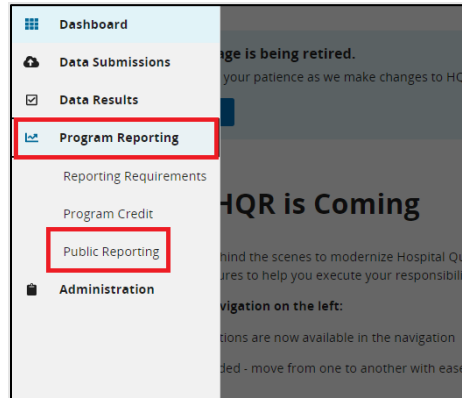 Dashboard
age is being retired.
Data Submissions
your patience as we make changes to HQ
Data Results
Program Reporting
Reporting Requirements
HQR is Coming
Program Credit
Public Reporting
hind the scenes to modernize Hospital Qu
ures to help you execute your responsibili
Administration
vigation on the left:
tions are now available in the navigation
ded - move from one to another with ease